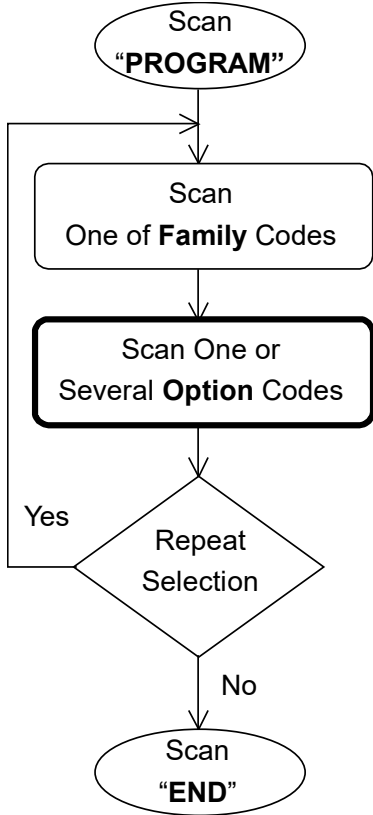 Scan
“PROGRAM”
Scan
One of Family Codes
Scan One or
Several Option Codes
Yes
Repeat
Selection
No
Scan
“END”